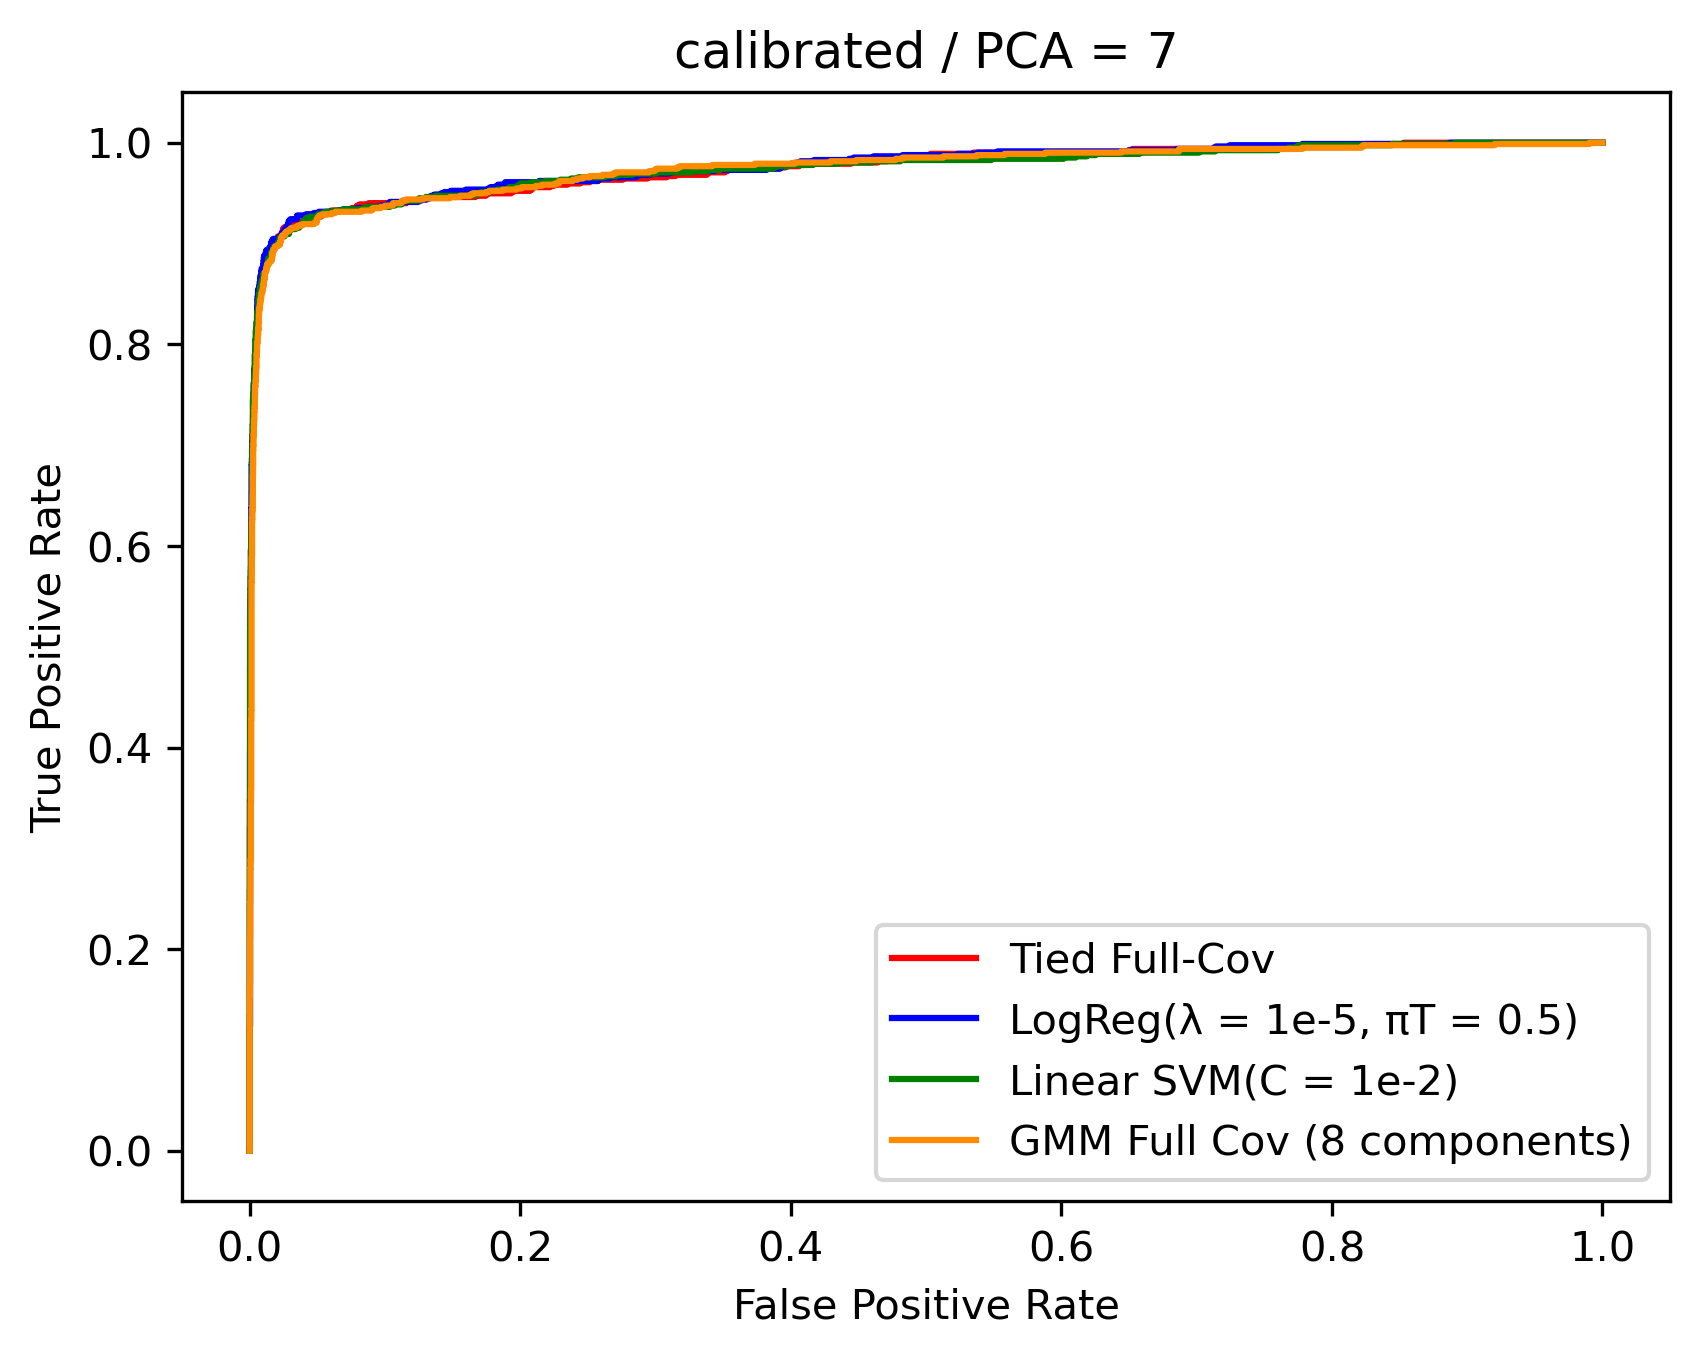 calibrated / PCA = 7
1.0
0.8
0.6
0.4
0.2
0.0
True Positive Rate
Tied Full-Cov
LogReg(λ = 1e-5, πT = 0.5)
Linear SVM(C = 1e-2)
GMM Full Cov (8 components)
0.0 0.2 0.4 0.6 0.8 1.0
False Positive Rate